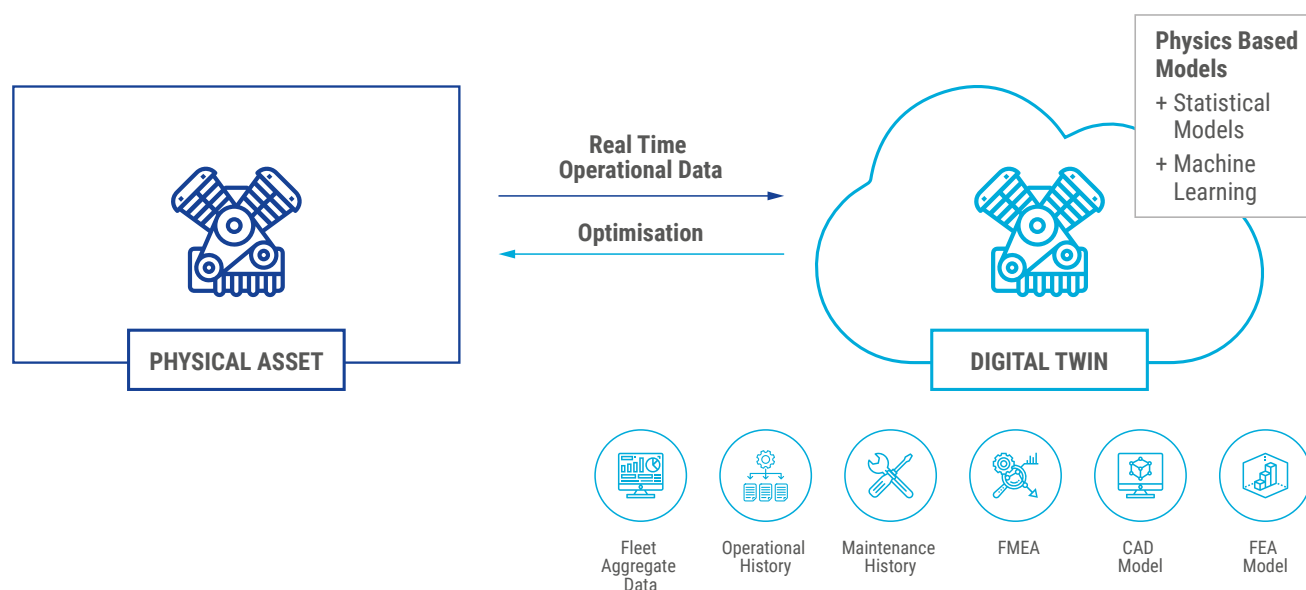 Physics Based
Models
+ Statistical
Models
+ Machine
Learning
Real Time
Operational Data
Optimisation
PHYSICAL ASSET
DIGITAL TWIN
Fleet
Aggregate
Data
Operational
History
Maintenance
History
FMEA
CAD
Model
FEA
Model